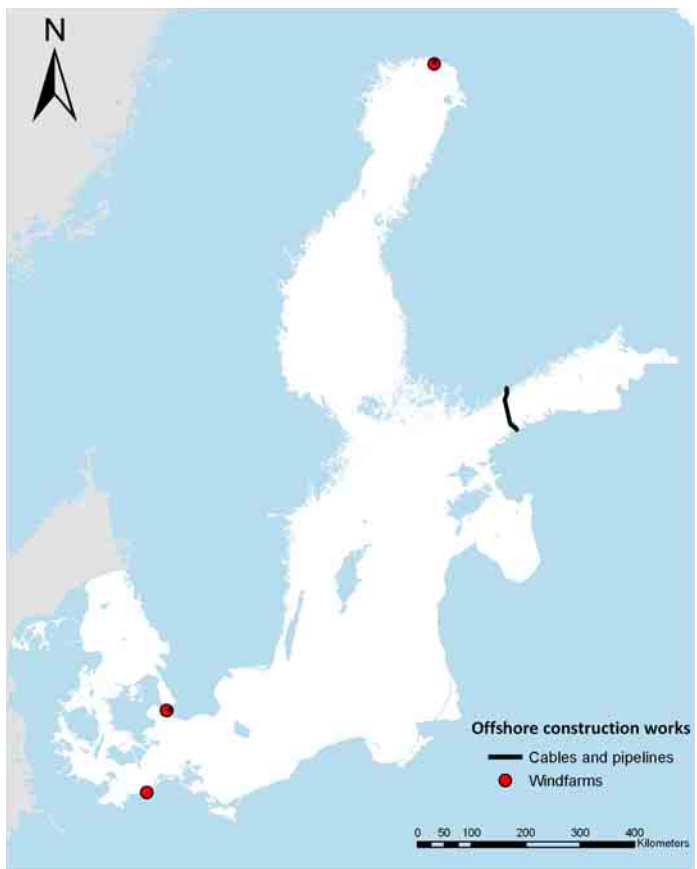 N
Offshore construction works
Cables and pipelines
Windfarms
0 50 100 200 300 400
Kilometers